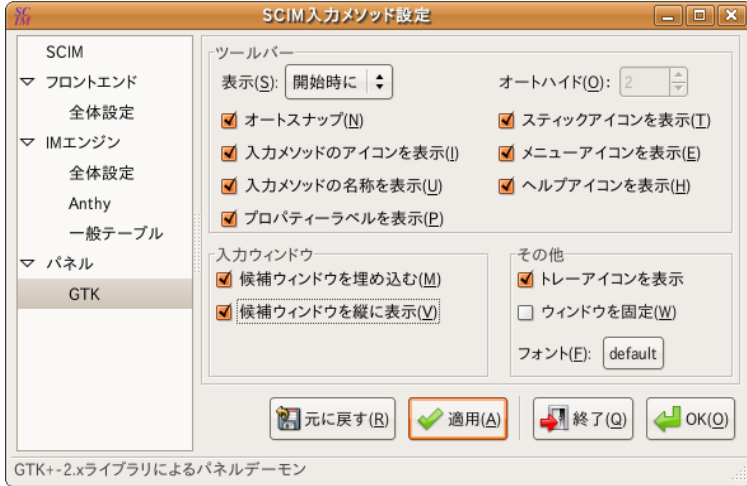 SCIM入力メソッド設定
SCIM
フロントエンド
全体設定
IMエンジン
全体設定
Anthy
一般テーブル
パネル
GTK
ツールバー
表示(S): 開始時に オートハイド(O): 2
オートスナップ(N) スティックアイコンを表示(T)
入力メソッドのアイコンを表示(I) メニューアイコンを表示(E)
入力メソッドの名称を表示(U) ヘルプアイコンを表示(H)
プロパティーラベルを表示(P)
入力ウィンドウ
候補ウィンドウを埋め込む(M)
候補ウィンドウを縦に表示(V)
その他
トレーアイコンを表示
ウィンドウを固定(W)
フォント(F): default
元に戻す(R) 適用(A) 終了(Q) OK(O)
GTK+-2.xライブラリによるパネルデーモン